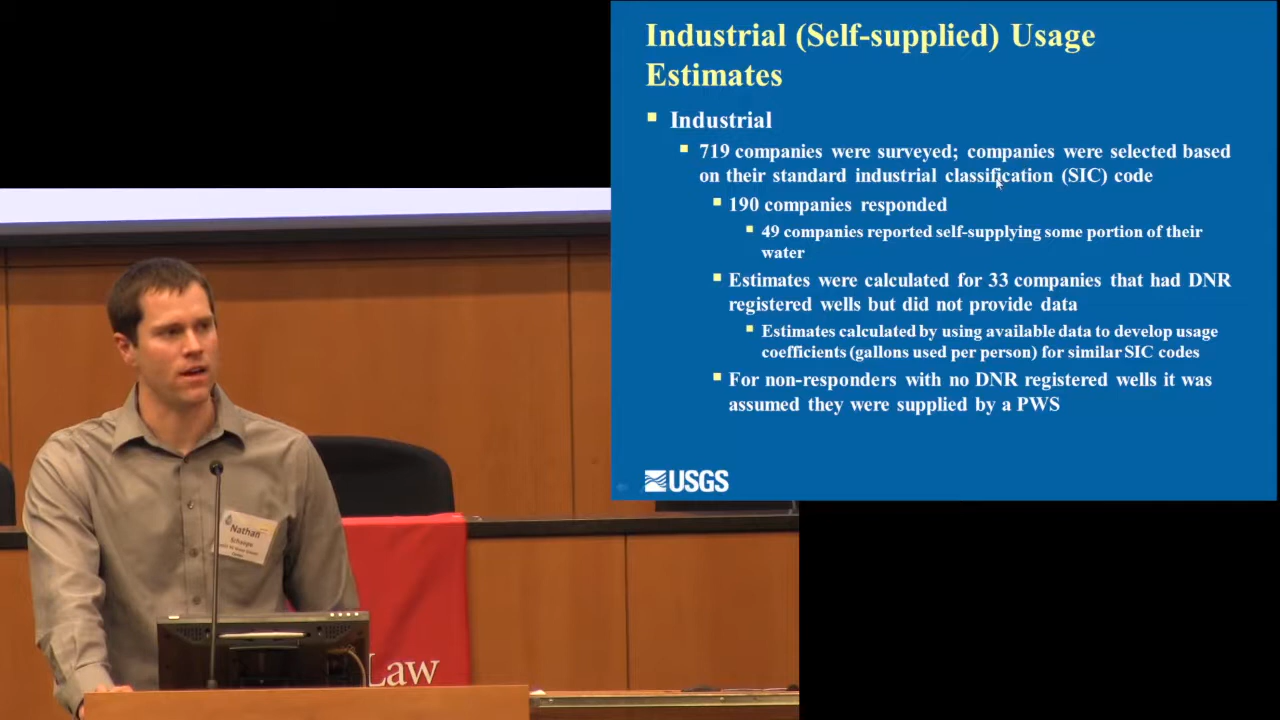 Industrial (Self-supplied) Usage
Estimates
Industrial
719 companies were surveyed; companies were selected based
on their standard industrial classification (SIC) code
190 companies responded
49 companies reported self-supplying some portion of their
water
Estimates were calculated for 33 companies that had DNR
registered wells but did not provide data
Estimates calculated by using available data to develop usage
coefficients (gallons used per person) for similar SIC codes
For non-responders with no DNR registered wells it was
assumed they were supplied by a PWS
USGS
Nathan
Law